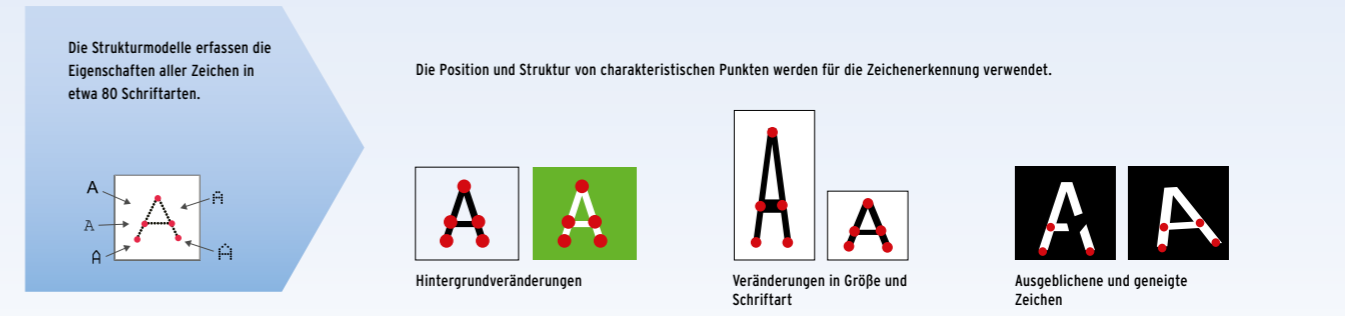 Die Strukturmodelle erfassen die
Eigenschaften aller Zeichen in
etwa 80 Schriftarten.
A
A
A
A
A
A
Die Position und Struktur von charakteristischen Punkten werden für die Zeichenerkennung verwendet.
A
A
A
A
A
A
Hintergrundveränderungen
Veränderungen in Größe und
Schriftart
Ausgeblichene und geneigte
Zeichen